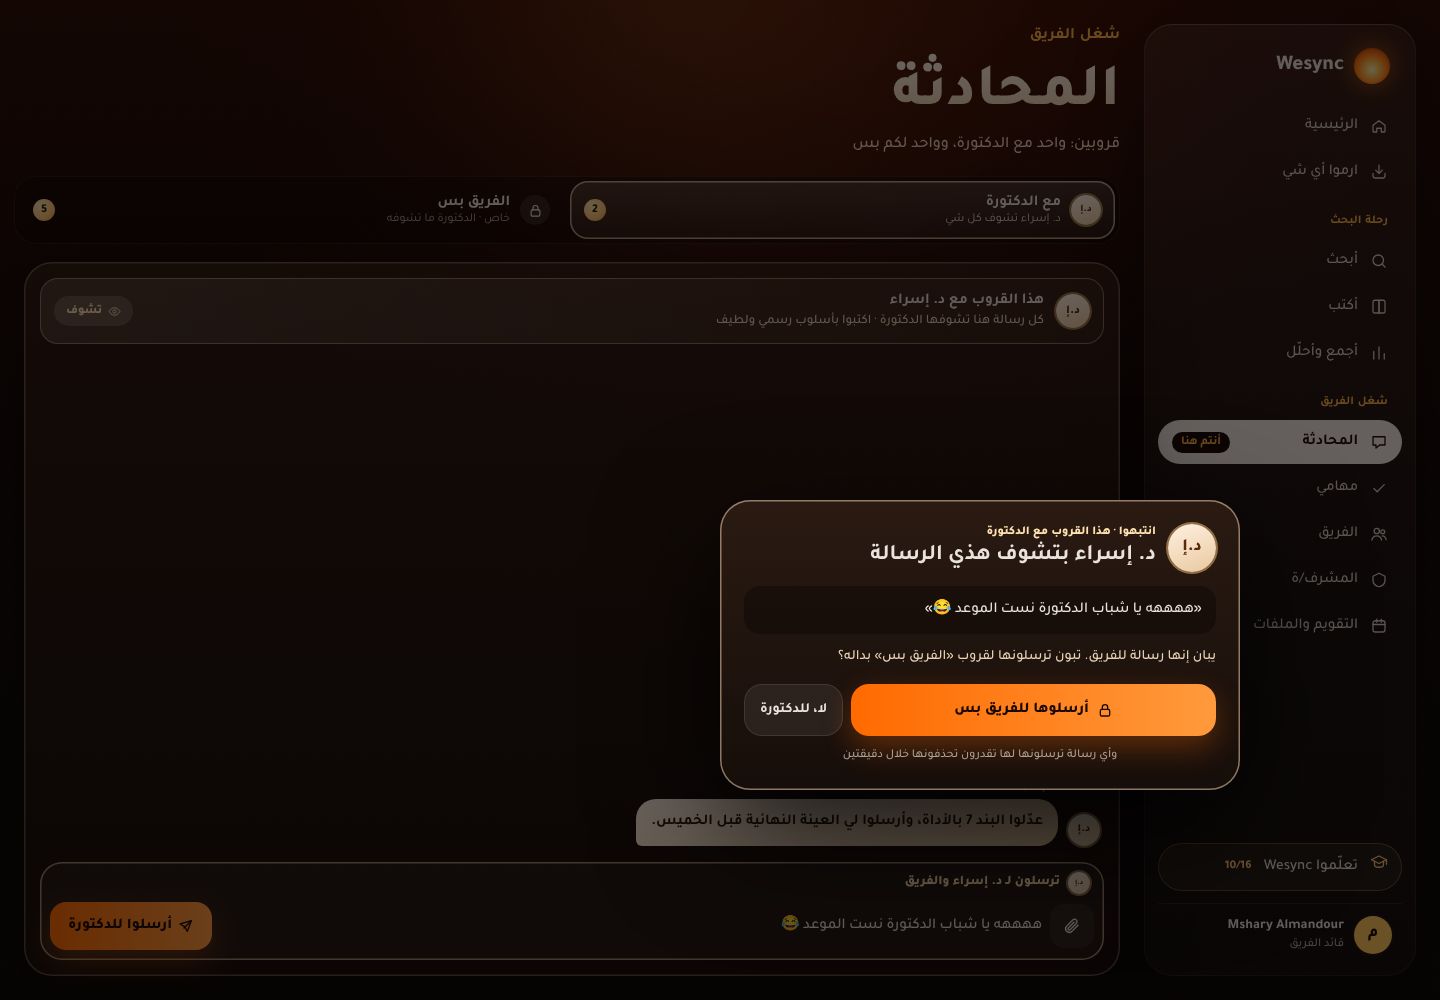 Wesync
الرئيسية
ارموا أي شي
رحلة البحث
أبحث
أكتب
أجمع وأحلّل
شغل الفريق
المحادثة
أنتم هنا
مهامي
الفريق
المشرف/ة
التقويم والملفات
تعلّموا Wesync
10/16
م
Mshary Almandour
قائد الفريق
شغل الفريق
المحادثة
قروبين: واحد مع الدكتورة، وواحد لكم بس
د.إ
مع الدكتورة
د. إسراء تشوف كل شي
2
الفريق بس
خاص · الدكتورة ما تشوفه
5
د.إ
هذا القروب مع د. إسراء
كل رسالة هنا تشوفها الدكتورة · اكتبوا بأسلوب رسمي ولطيف
تشوف
د.إ
انتبهوا · هذا القروب مع الدكتورة
د. إسراء بتشوف هذي الرسالة
«ههههه يا شباب الدكتورة نست الموعد 😂»
يبان إنها رسالة للفريق. تبون ترسلونها لقروب «الفريق بس» بداله؟
أرسلوها للفريق بس
لا، للدكتورة
وأي رسالة ترسلونها لها تقدرون تحذفونها خلال دقيقتين
د.إ
عدّلوا البند 7 بالأداة، وأرسلوا لي العينة النهائية قبل الخميس.
د.إ
ترسلون لـ د. إسراء والفريق
ههههه يا شباب الدكتورة نست الموعد 😂
أرسلوا للدكتورة